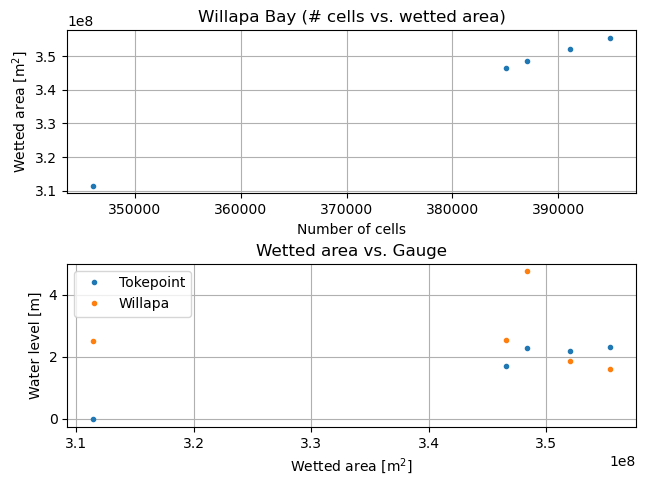 Willapa Bay (# cells vs. wetted area)
1e8
3.5
3.4
3.3
3.2
3.1
Wetted area [m²]
350000 360000 370000 380000 390000
Number of cells
Wetted area vs. Gauge
Tokepoint
Willapa
4
2
0
Water level [m]
3.1 3.2 3.3 3.4 3.5
1e8
Wetted area [m²]